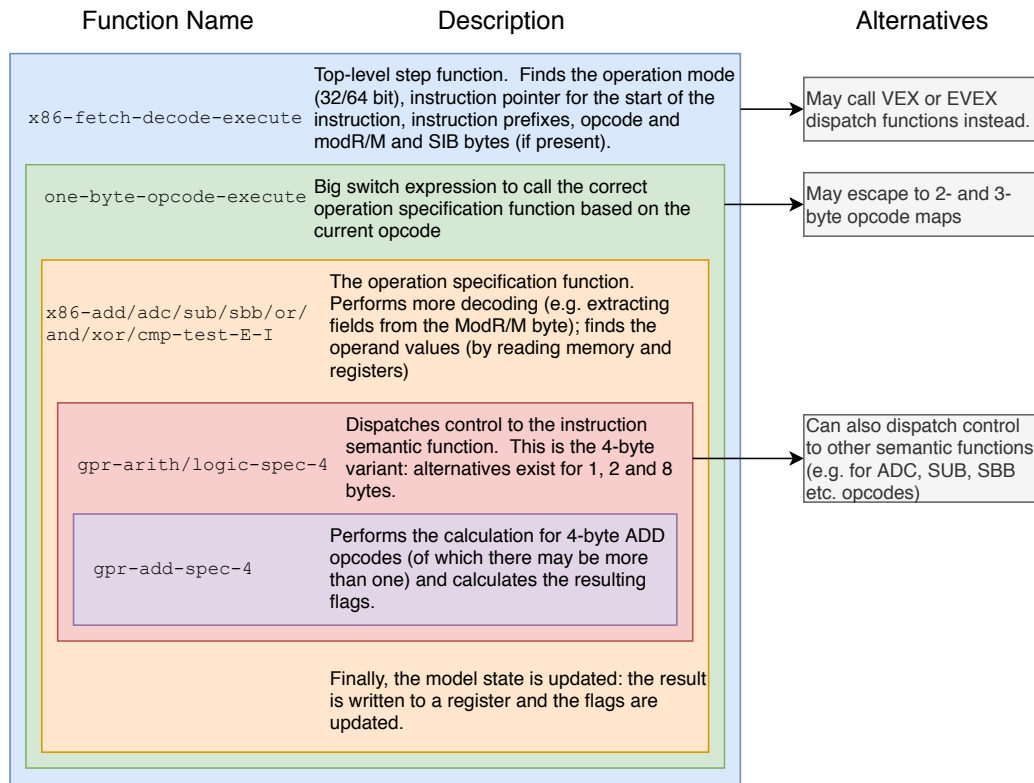 Function Name
Description
Alternatives
x86-fetch-decode-execute
Top-level step function. Finds the operation mode
(32/64 bit), instruction pointer for the start of the
instruction, instruction prefixes, opcode and
modR/M and SIB bytes (if present).
May call VEX or EVEX
dispatch functions instead.
one-byte-opcode-execute
Big switch expression to call the correct
operation specification function based on the
current opcode
May escape to 2- and 3-
byte opcode maps
x86-add/adc/sub/sbb/or/
and/xor/cmp-test-E-I
The operation specification function.
Performs more decoding (e.g. extracting
fields from the ModR/M byte); finds the
operand values (by reading memory and
registers)
gpr-arith/logic-spec-4
Dispatches control to the instruction
semantic function. This is the 4-byte
variant: alternatives exist for 1, 2 and 8
bytes.
Can also dispatch control
to other semantic functions
(e.g. for ADC, SUB, SBB
etc. opcodes)
gpr-add-spec-4
Performs the calculation for 4-byte ADD
opcodes (of which there may be more
than one) and calculates the resulting
flags.
Finally, the model state is updated: the result
is written to a register and the flags are
updated.